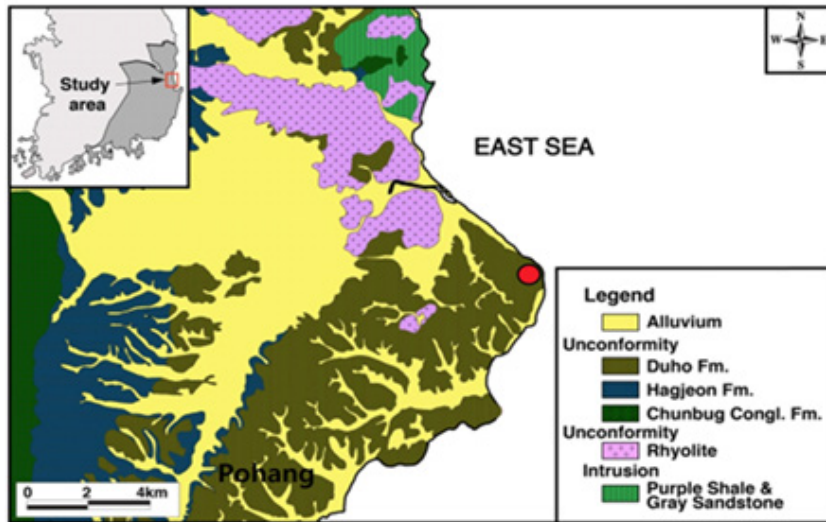 Study
area
N
W E
S
EAST SEA
Pohang
0 2 4km
Legend
Alluvium
Unconformity
Duho Fm.
Hagjeon Fm.
Chunbug Congl. Fm.
Unconformity
Rhyolite
Intrusion
Purple Shale &
Gray Sandstone